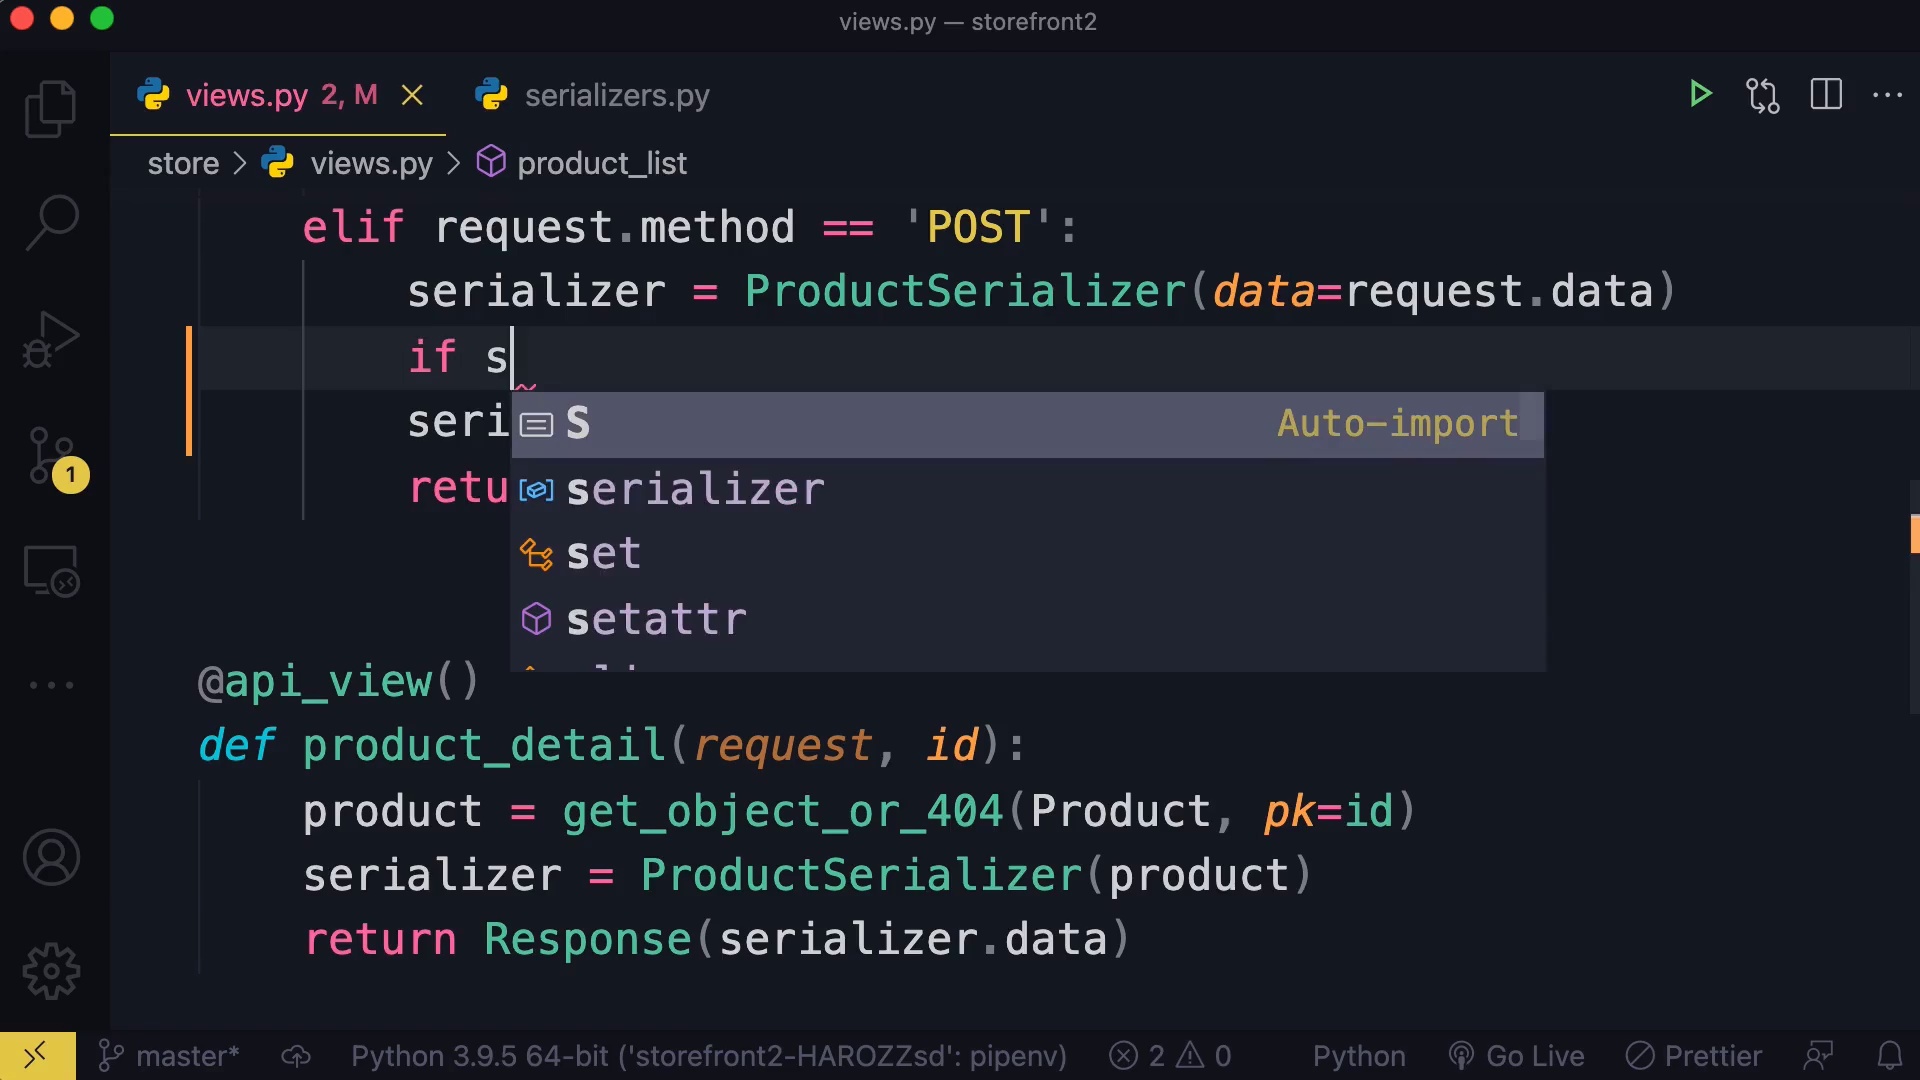 views.py — storefront2
views.py 2, M
serializers.py
store > views.py > product_list
elif request.method == 'POST':
serializer = ProductSerializer(data=request.data)
if s
seri
retu
S Auto-import
serializer
set
setattr
@api_view()
def product_detail(request, id):
product = get_object_or_404(Product, pk=id)
serializer = ProductSerializer(product)
return Response(serializer.data)
1
master* Python 3.9.5 64-bit ('storefront2-HAROZZsd': pipenv) 2 0 Python Go Live Prettier